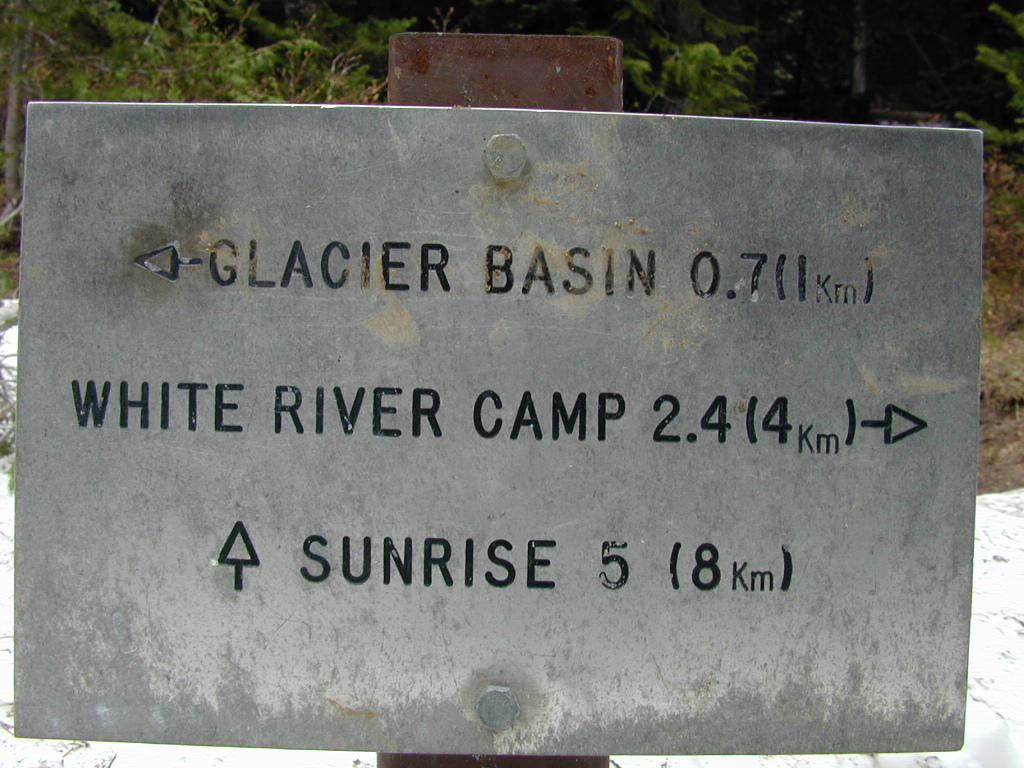 GLACIER BASIN 0.7(1Km)
WHITE RIVER CAMP 2.4(4Km)
SUNRISE 5 (8Km)